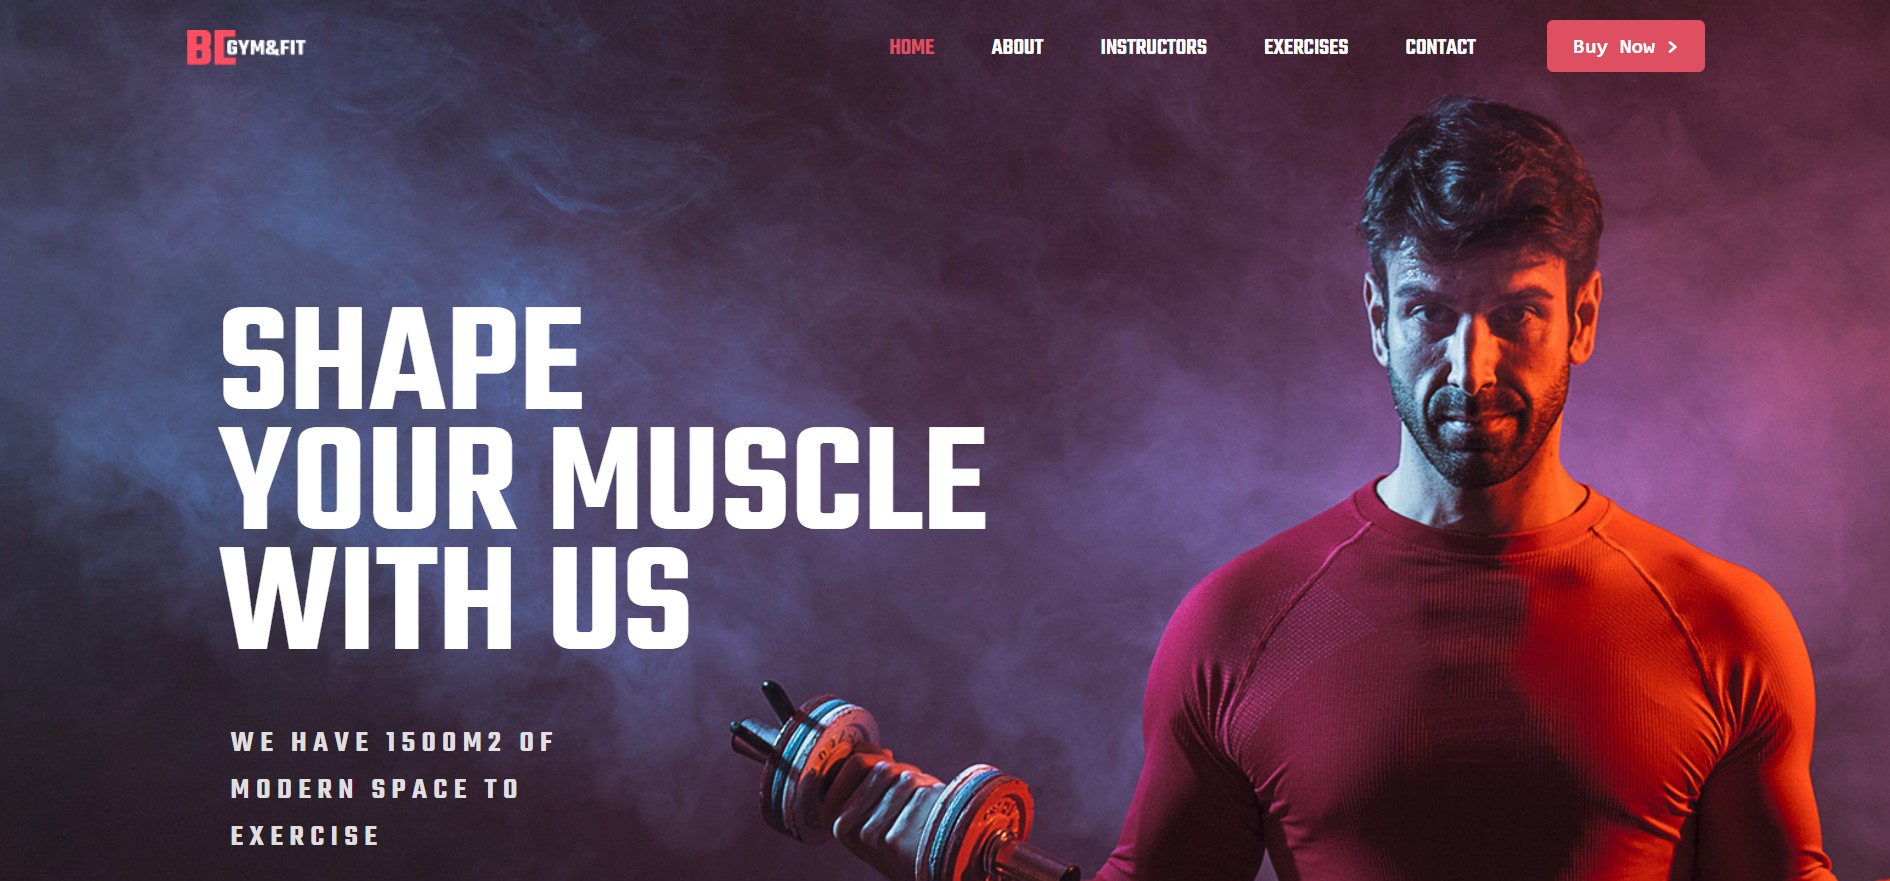 BE GYM&FIT
HOME ABOUT INSTRUCTORS EXERCISES CONTACT Buy Now >
SHAPE
YOUR MUSCLE
WITH US
WE HAVE 1500M2 OF
MODERN SPACE TO
EXERCISE